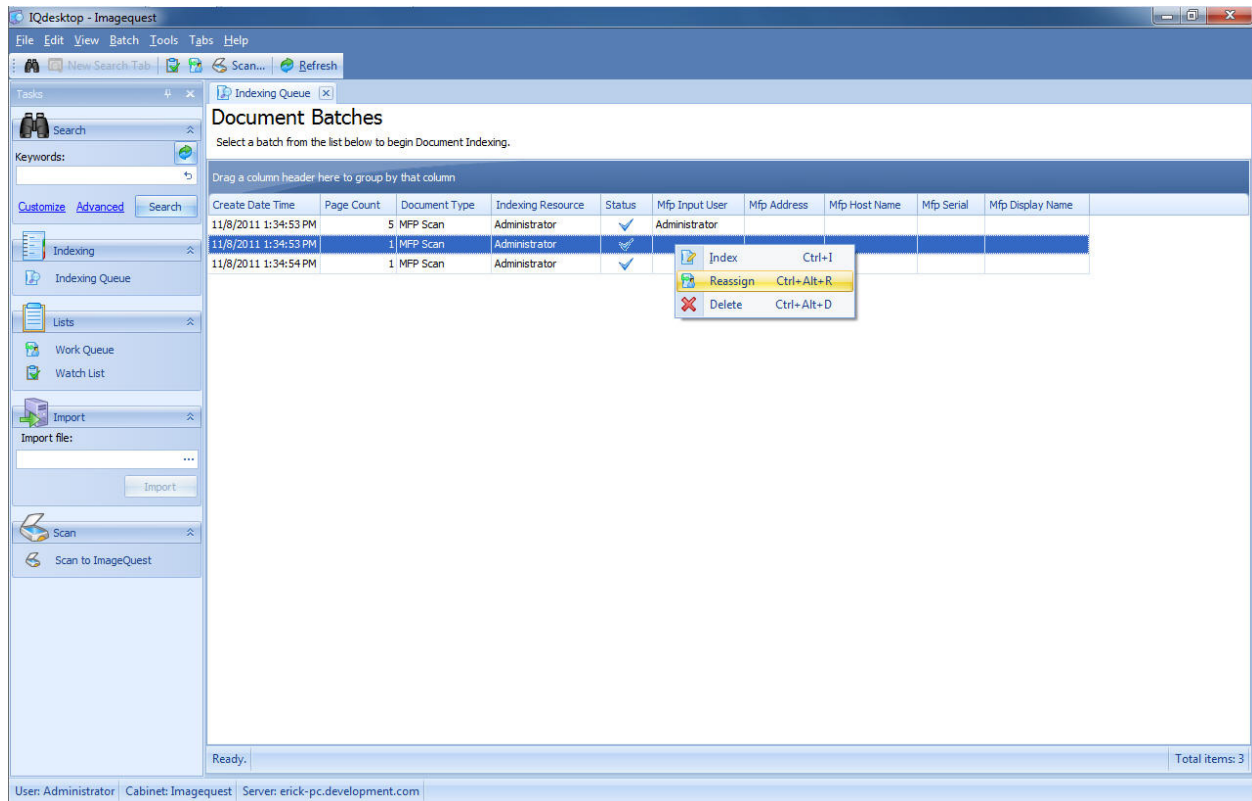 IQdesktop - Imagequest
File Edit View Batch Tools Tabs Help
New Search Tab Scan... Refresh
Tasks
Search
Keywords:
Customize Advanced Search
Indexing
Indexing Queue
Lists
Work Queue
Watch List
Import
Import file:
...
Import
Scan
Scan to ImageQuest
Indexing Queue
Document Batches
Select a batch from the list below to begin Document Indexing.
Drag a column header here to group by that column
Create Date Time Page Count Document Type Indexing Resource Status Mfp Input User Mfp Address Mfp Host Name Mfp Serial Mfp Display Name
11/8/2011 1:34:53 PM 5 MFP Scan Administrator Administrator
11/8/2011 1:34:53 PM 1 MFP Scan Administrator
11/8/2011 1:34:54 PM 1 MFP Scan Administrator
Index Ctrl+I
Reassign Ctrl+Alt+R
Delete Ctrl+Alt+D
Ready. Total items: 3
User: Administrator Cabinet: Imagequest Server: erick-pc.development.com